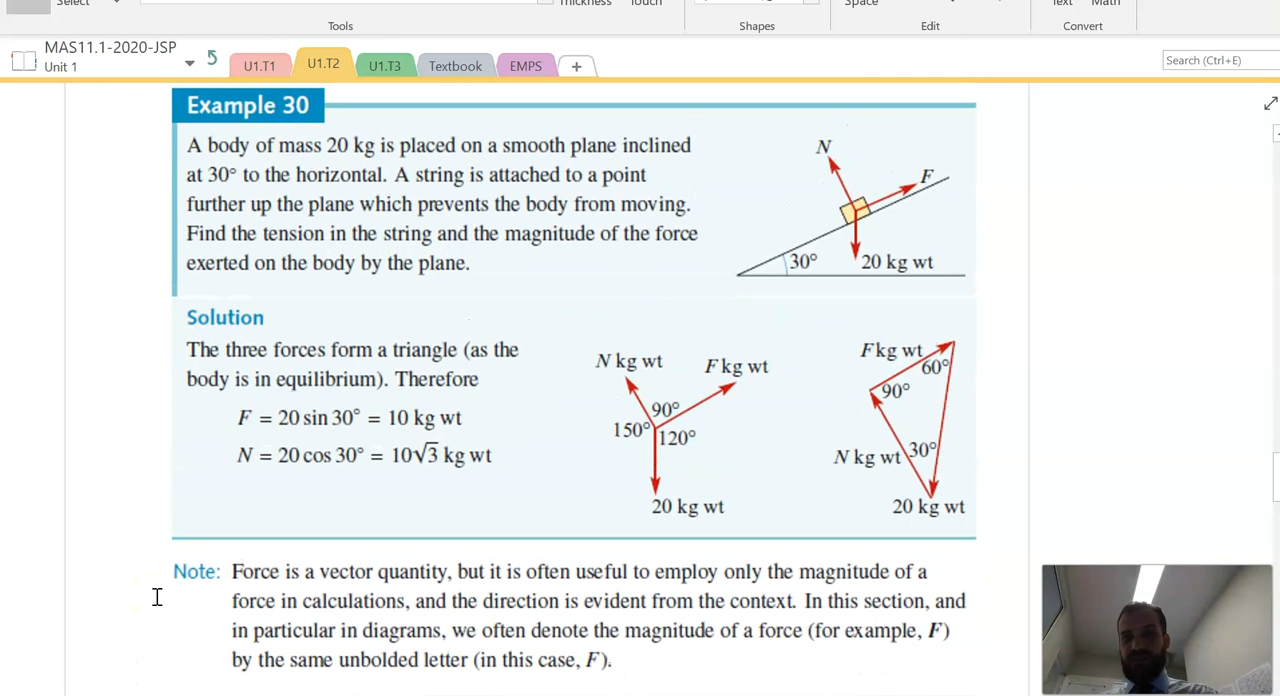 Select
Thickness
Touch
Space
Text
Math
Tools
Shapes
Edit
Convert
MAS11.1-2020-JSP
Unit 1
U1.T1
U1.T2
U1.T3
Textbook
EMPS
+
Search (Ctrl+E)
Example 30
A body of mass 20 kg is placed on a smooth plane inclined
at 30° to the horizontal. A string is attached to a point
further up the plane which prevents the body from moving.
Find the tension in the string and the magnitude of the force
exerted on the body by the plane.
N
F
30°
20 kg wt
Solution
The three forces form a triangle (as the
body is in equilibrium). Therefore
F = 20 sin 30° = 10 kg wt
N = 20 cos 30° = 10√3 kg wt
N kg wt
F kg wt
90°
150°
120°
20 kg wt
F kg wt
60°
90°
N kg wt
30°
20 kg wt
Note: Force is a vector quantity, but it is often useful to employ only the magnitude of a
force in calculations, and the direction is evident from the context. In this section, and
in particular in diagrams, we often denote the magnitude of a force (for example, F)
by the same unbolded letter (in this case, F).